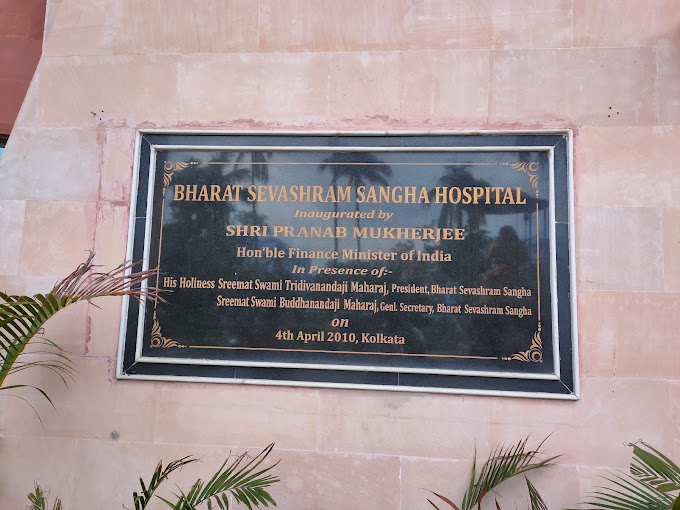 BHARAT SEVASHRAM SANGHA HOSPITAL
Inaugurated by
SHRI PRANAB MUKHERJEE
Hon'ble Finance Minister of India
In Presence of:-
His Holiness Sreemat Swami Tridivanandaji Maharaj, President, Bharat Sevashram Sangha
Sreemat Swami Buddhanandaji Maharaj, Genl. Secretary, Bharat Sevashram Sangha
on
4th April 2010, Kolkata